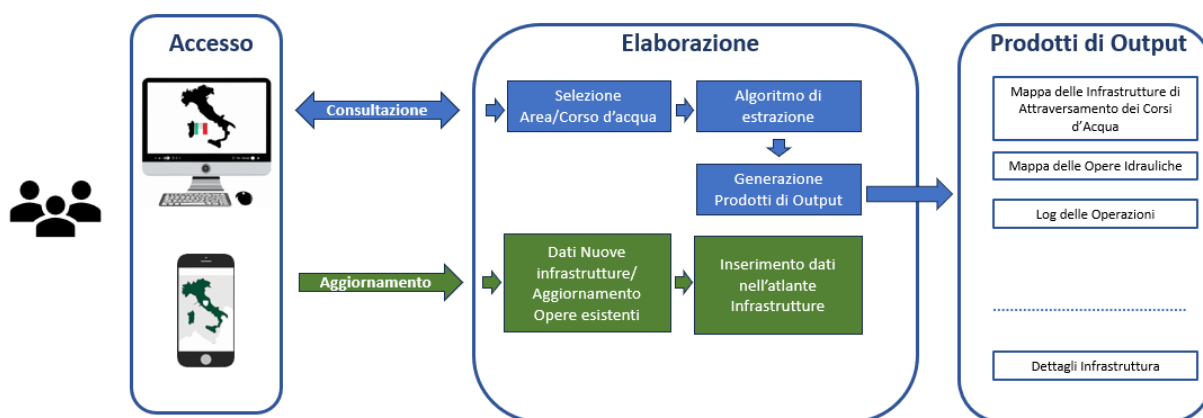 Accesso
Elaborazione
Prodotti di Output
Consultazione
Selezione
Area/Corso d'acqua
Algoritmo di
estrazione
Generazione
Prodotti di Output
Aggiornamento
Dati Nuove
infrastrutture/
Aggiornamento
Opere esistenti
Inserimento dati
nell'atlante
Infrastrutture
Mappa delle Infrastrutture di
Attraversamento dei Corsi
d'Acqua
Mappa delle Opere Idrauliche
Log delle Operazioni
Dettagli Infrastruttura